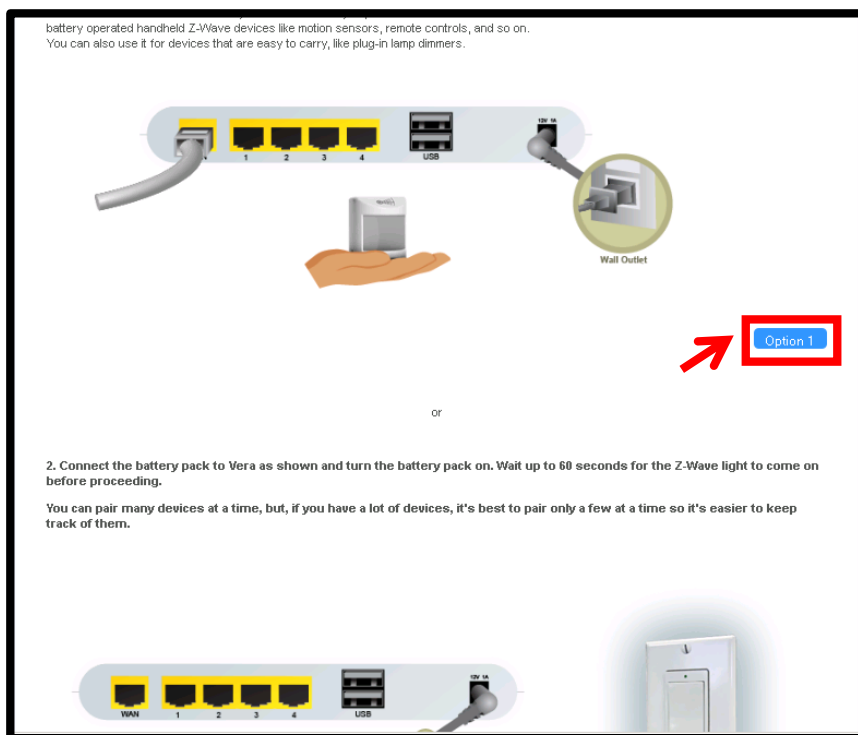 battery operated handheld Z-Wave devices like motion sensors, remote controls, and so on.
You can also use it for devices that are easy to carry, like plug-in lamp dimmers.
12V 1A
1 2 3 4 USB
Wall Outlet
Option 1
or
2. Connect the battery pack to Vera as shown and turn the battery pack on. Wait up to 60 seconds for the Z-Wave light to come on
before proceeding.
You can pair many devices at a time, but, if you have a lot of devices, it's best to pair only a few at a time so it's easier to keep
track of them.
12V 1A
WAN 1 2 3 4 USB